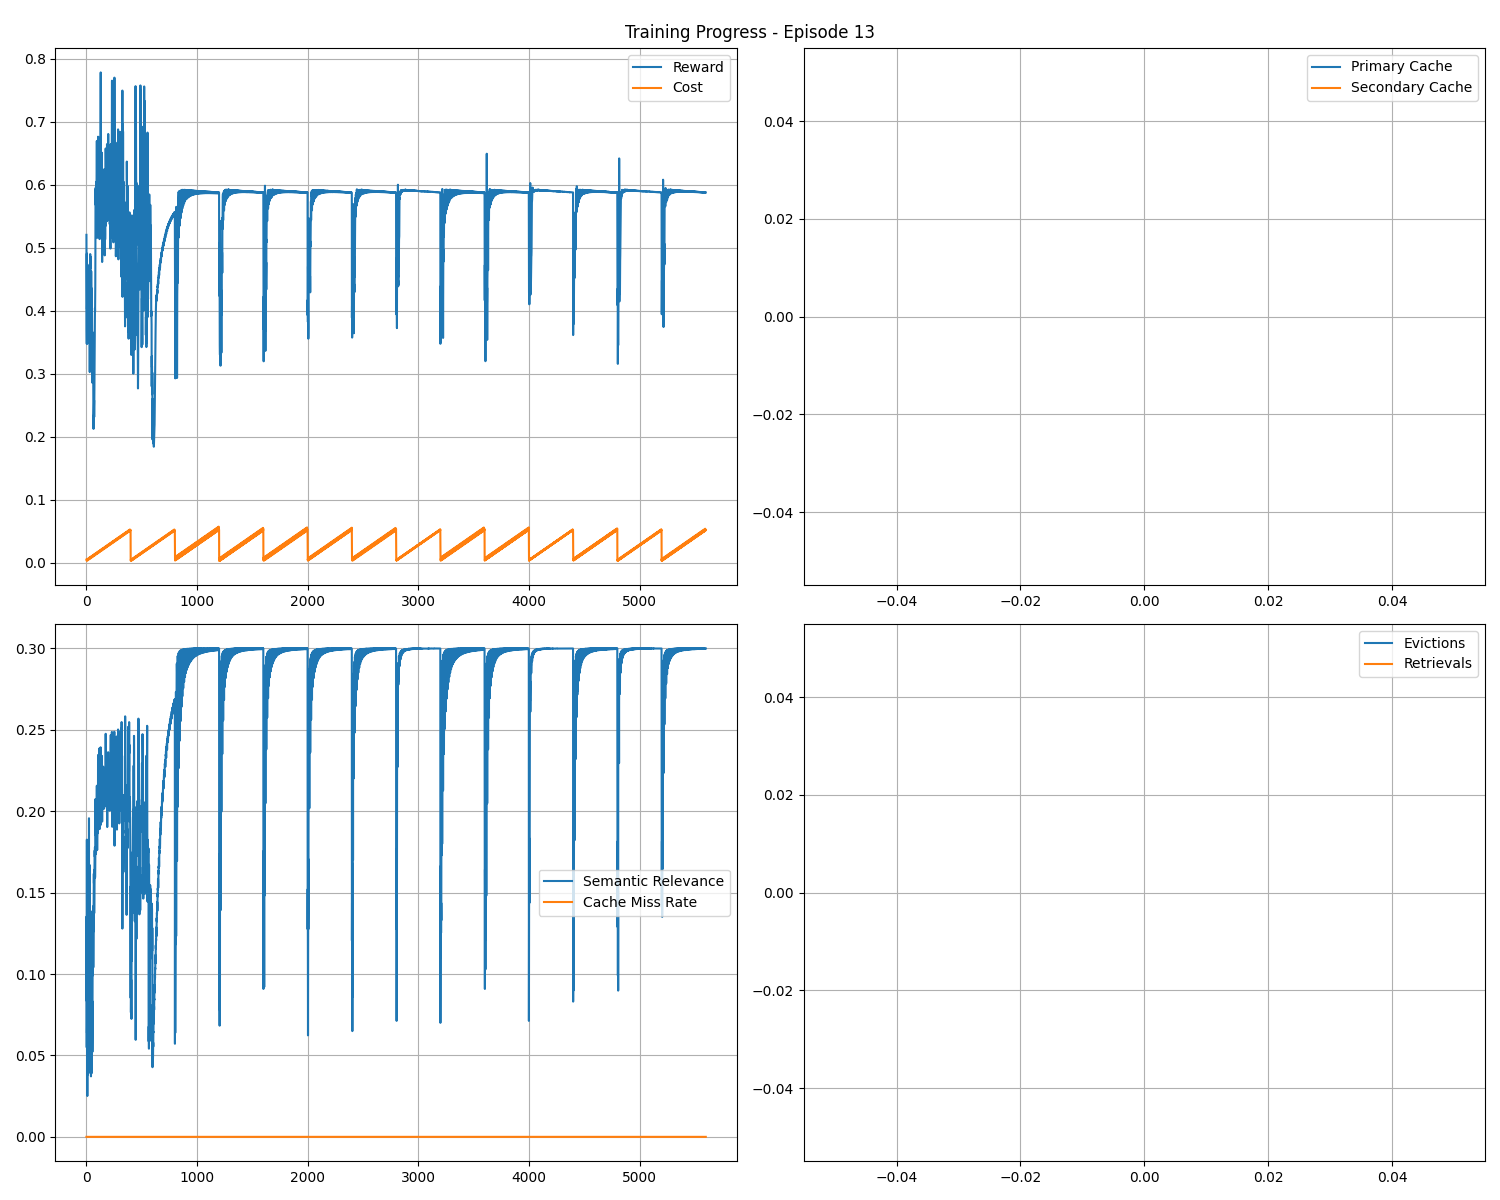 Training Progress - Episode 13
0.8
0.7
0.6
0.5
0.4
0.3
0.2
0.1
0.0
Reward
Cost
0 1000 2000 3000 4000 5000
0.04
0.02
0.00
−0.02
−0.04
Primary Cache
Secondary Cache
−0.04 −0.02 0.00 0.02 0.04
0.30
0.25
0.20
0.15
0.10
0.05
0.00
Semantic Relevance
Cache Miss Rate
0 1000 2000 3000 4000 5000
0.04
0.02
0.00
−0.02
−0.04
Evictions
Retrievals
−0.04 −0.02 0.00 0.02 0.04